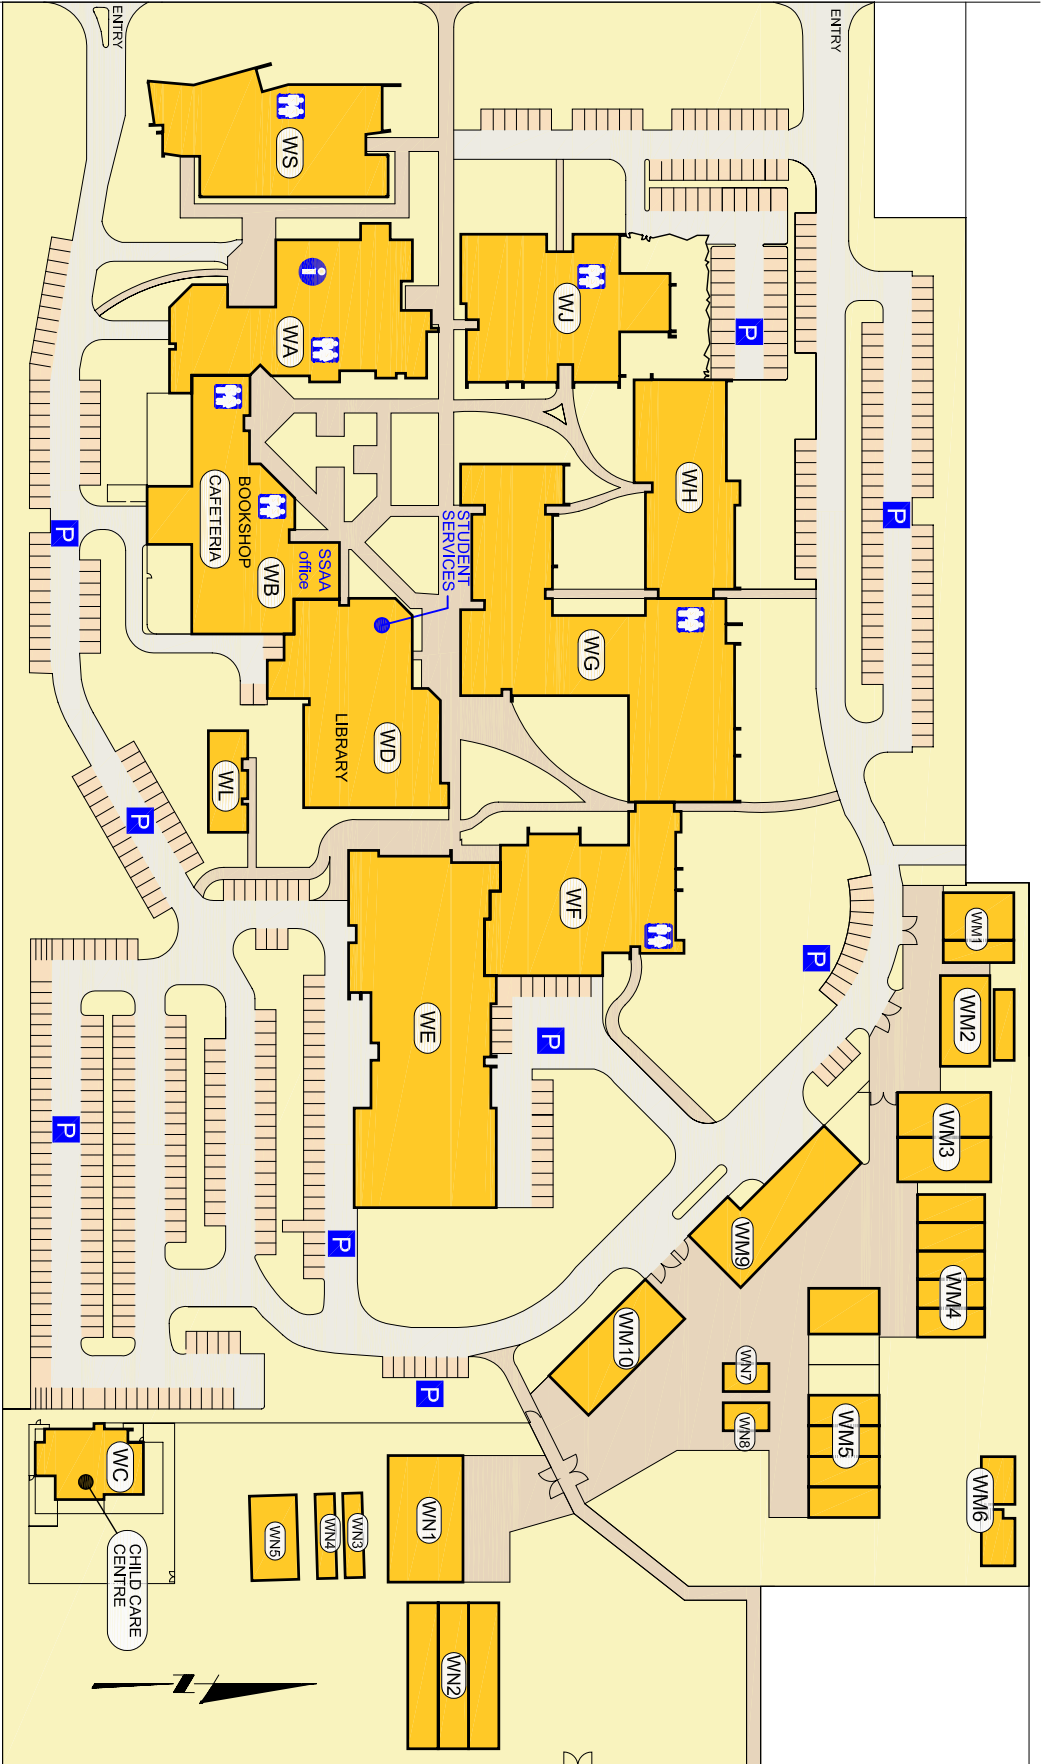 ENTRY
ENTRY
WS
WJ
P
i
WA
WH
P
BOOKSHOP
CAFETERIA
WB
SSAA
office
STUDENT
SERVICES
P
WG
WD
LIBRARY
WL
P
WF
WM1
P
WM2
WE
P
WM3
P
WM9
WM4
P
WM10
WN7
WN8
WM5
P
WM6
WC
CHILD CARE
CENTRE
WN1
WN3
WN4
WN5
WN2
N